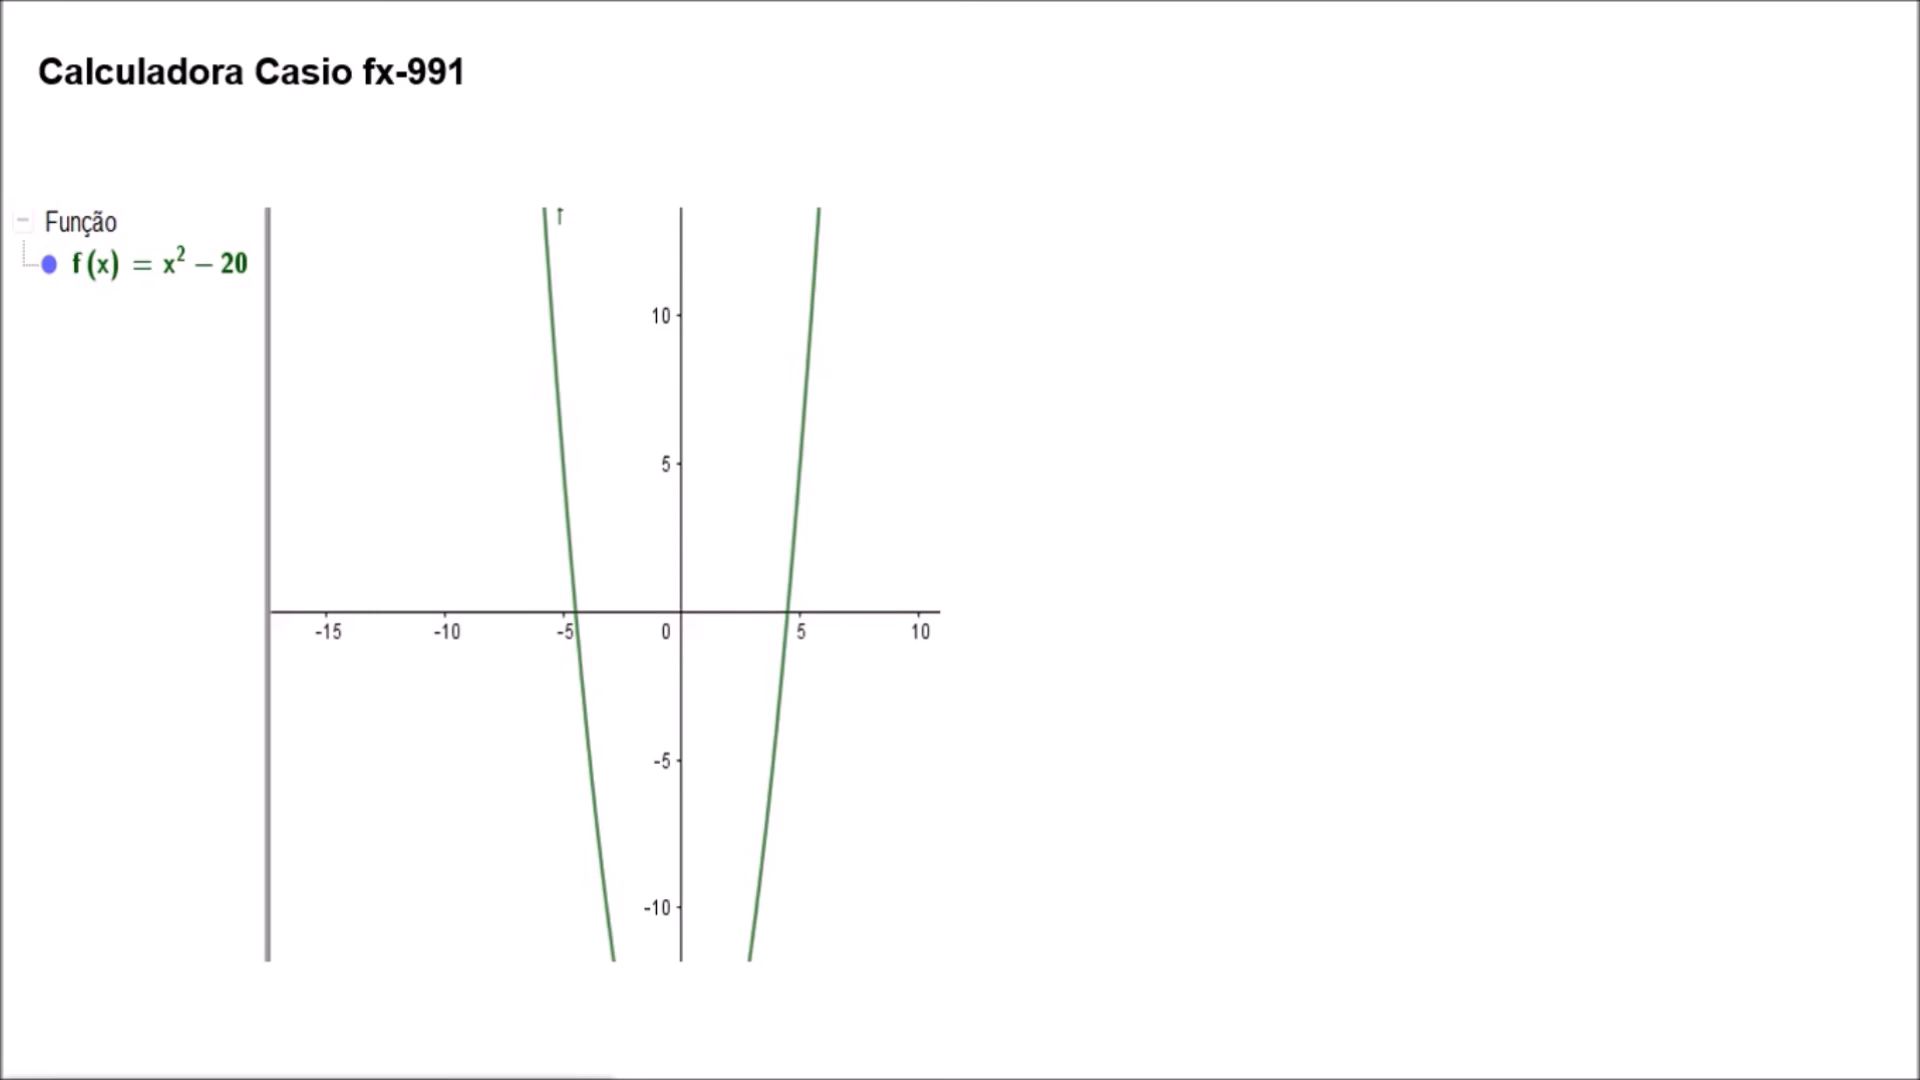 Calculadora Casio fx-991
Função
f(x) = x² – 20
f
10
5
-15 -10 -5 0 5 10
-5
-10